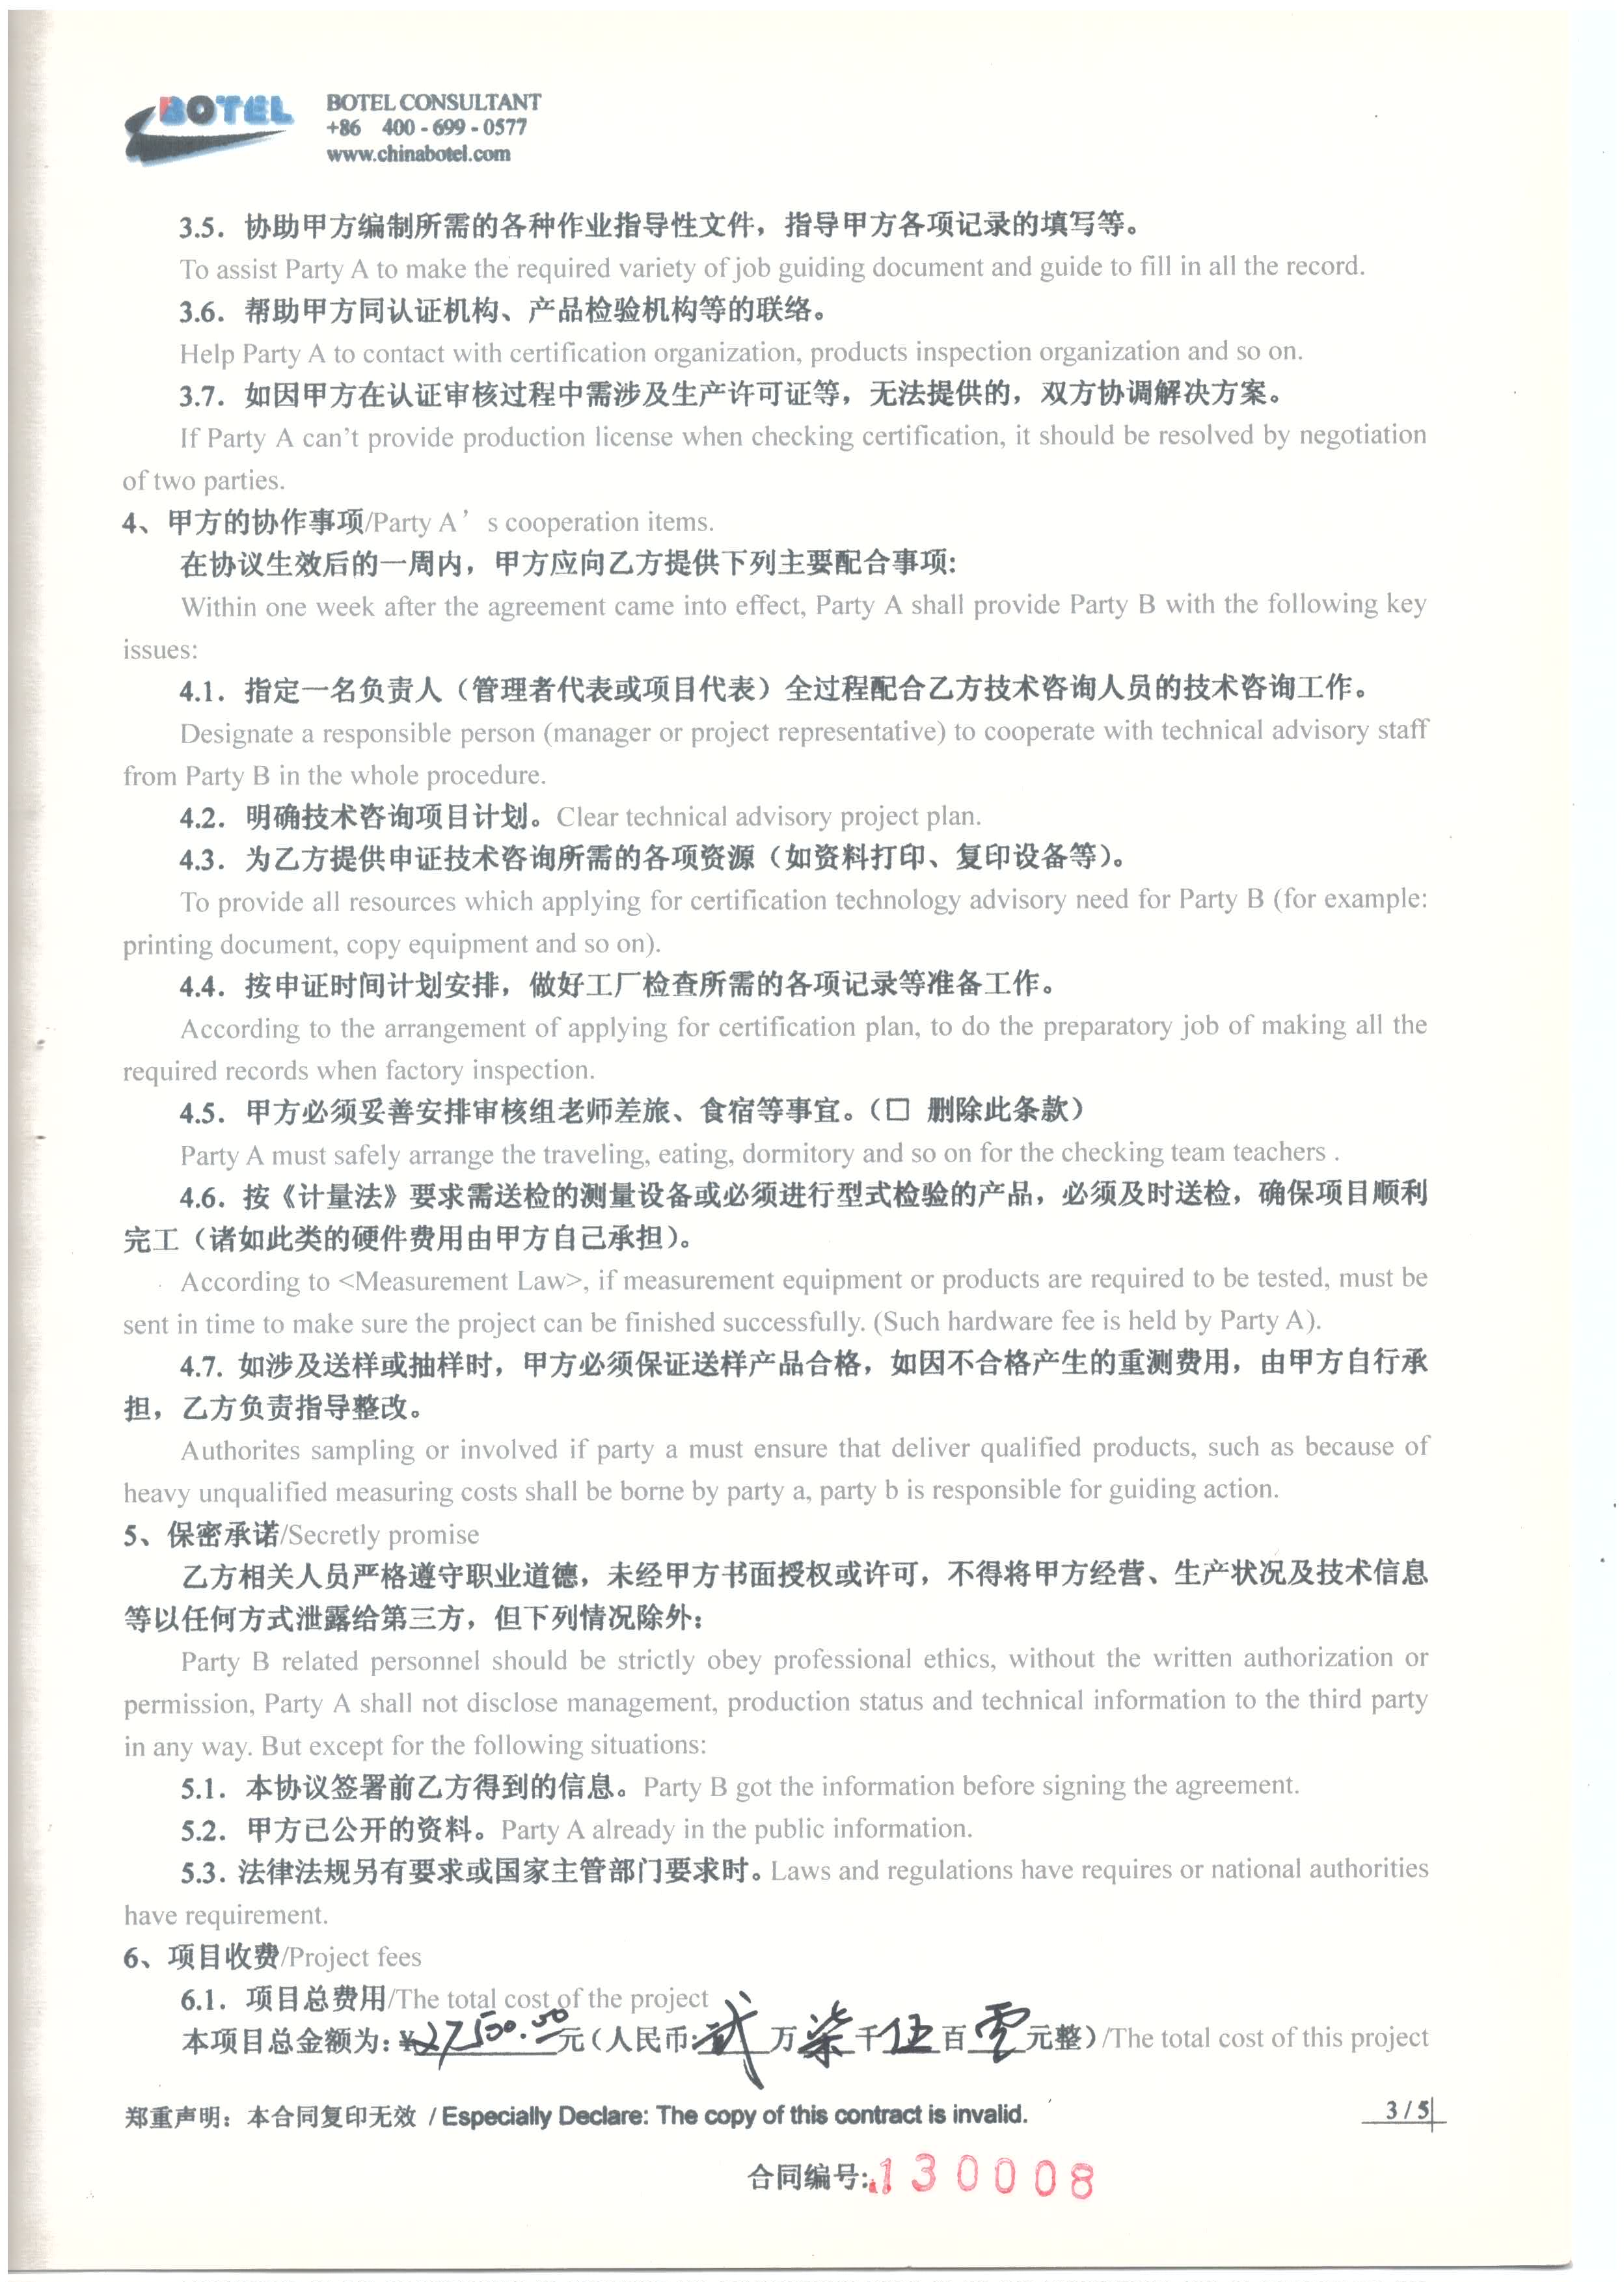 BOTEL
BOTEL CONSULTANT
+86 400 - 699 - 0577
www.chinabotel.com
3.5. 协助甲方编制所需的各种作业指导性文件，指导甲方各项记录的填写等。
To assist Party A to make the required variety of job guiding document and guide to fill in all the record.
3.6. 帮助甲方同认证机构、产品检验机构等的联络。
Help Party A to contact with certification organization, products inspection organization and so on.
3.7. 如因甲方在认证审核过程中需涉及生产许可证等，无法提供的，双方协调解决方案。
If Party A can’t provide production license when checking certification, it should be resolved by negotiation
of two parties.
4、甲方的协作事项/Party A’ s cooperation items.
在协议生效后的一周内，甲方应向乙方提供下列主要配合事项:
Within one week after the agreement came into effect, Party A shall provide Party B with the following key
issues:
4.1. 指定一名负责人（管理者代表或项目代表）全过程配合乙方技术咨询人员的技术咨询工作。
Designate a responsible person (manager or project representative) to cooperate with technical advisory staff
from Party B in the whole procedure.
4.2. 明确技术咨询项目计划。Clear technical advisory project plan.
4.3. 为乙方提供申证技术咨询所需的各项资源（如资料打印、复印设备等）。
To provide all resources which applying for certification technology advisory need for Party B (for example:
printing document, copy equipment and so on).
4.4. 按申证时间计划安排，做好工厂检查所需的各项记录等准备工作。
According to the arrangement of applying for certification plan, to do the preparatory job of making all the
required records when factory inspection.
4.5. 甲方必须妥善安排审核组老师差旅、食宿等事宜。（□ 删除此条款）
Party A must safely arrange the traveling, eating, dormitory and so on for the checking team teachers .
4.6. 按《计量法》要求需送检的测量设备或必须进行型式检验的产品，必须及时送检，确保项目顺利
完工（诸如此类的硬件费用由甲方自己承担）。
According to <Measurement Law>, if measurement equipment or products are required to be tested, must be
sent in time to make sure the project can be finished successfully. (Such hardware fee is held by Party A).
4.7. 如涉及送样或抽样时，甲方必须保证送样产品合格，如因不合格产生的重测费用，由甲方自行承
担，乙方负责指导整改。
Authorites sampling or involved if party a must ensure that deliver qualified products, such as because of
heavy unqualified measuring costs shall be borne by party a, party b is responsible for guiding action.
5、保密承诺/Secretly promise
乙方相关人员严格遵守职业道德，未经甲方书面授权或许可，不得将甲方经营、生产状况及技术信息
等以任何方式泄露给第三方，但下列情况除外：
Party B related personnel should be strictly obey professional ethics, without the written authorization or
permission, Party A shall not disclose management, production status and technical information to the third party
in any way. But except for the following situations:
5.1. 本协议签署前乙方得到的信息。Party B got the information before signing the agreement.
5.2. 甲方已公开的资料。Party A already in the public information.
5.3. 法律法规另有要求或国家主管部门要求时。Laws and regulations have requires or national authorities
have requirement.
6、项目收费/Project fees
6.1. 项目总费用/The total cost of the project
本项目总金额为：¥27500.00元（人民币:贰万柒千伍百零元整）/The total cost of this project
郑重声明：本合同复印无效 / Especially Declare: The copy of this contract is invalid.
3 / 5
合同编号:130008